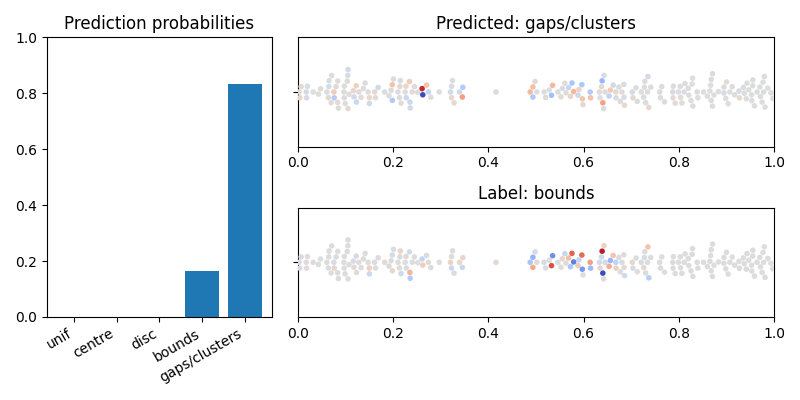 Prediction probabilities
1.0
0.8
0.6
0.4
0.2
0.0
unif
centre
disc
bounds
gaps/clusters
Predicted: gaps/clusters
0.0 0.2 0.4 0.6 0.8 1.0
Label: bounds
0.0 0.2 0.4 0.6 0.8 1.0